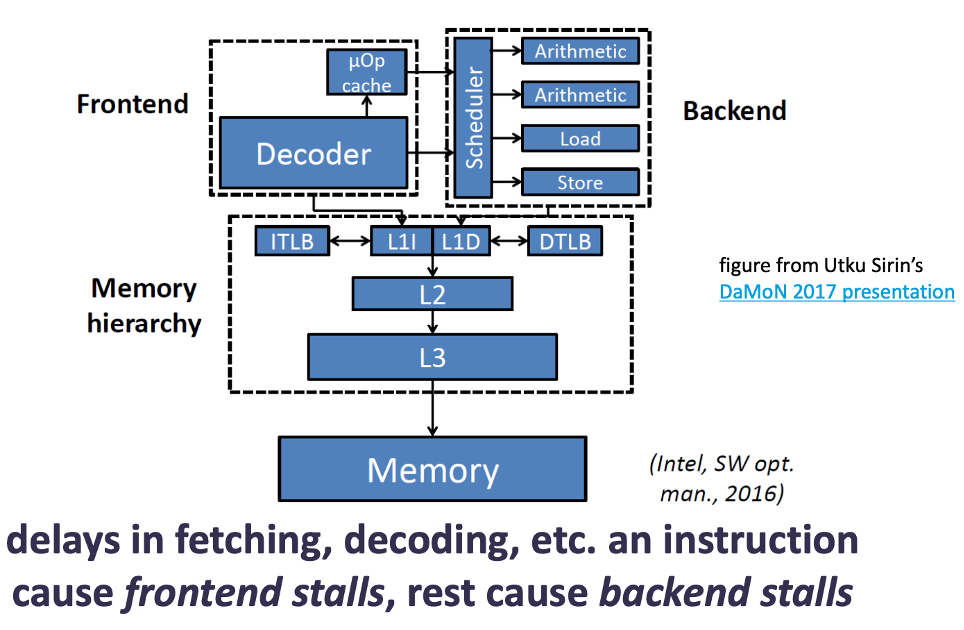 Frontend
µOp
cache
Decoder
Scheduler
Arithmetic
Arithmetic
Load
Store
Backend
ITLB
L1I
L1D
DTLB
Memory
hierarchy
L2
L3
figure from Utku Sirin’s
DaMoN 2017 presentation
Memory
(Intel, SW opt.
man., 2016)
delays in fetching, decoding, etc. an instruction
cause frontend stalls, rest cause backend stalls